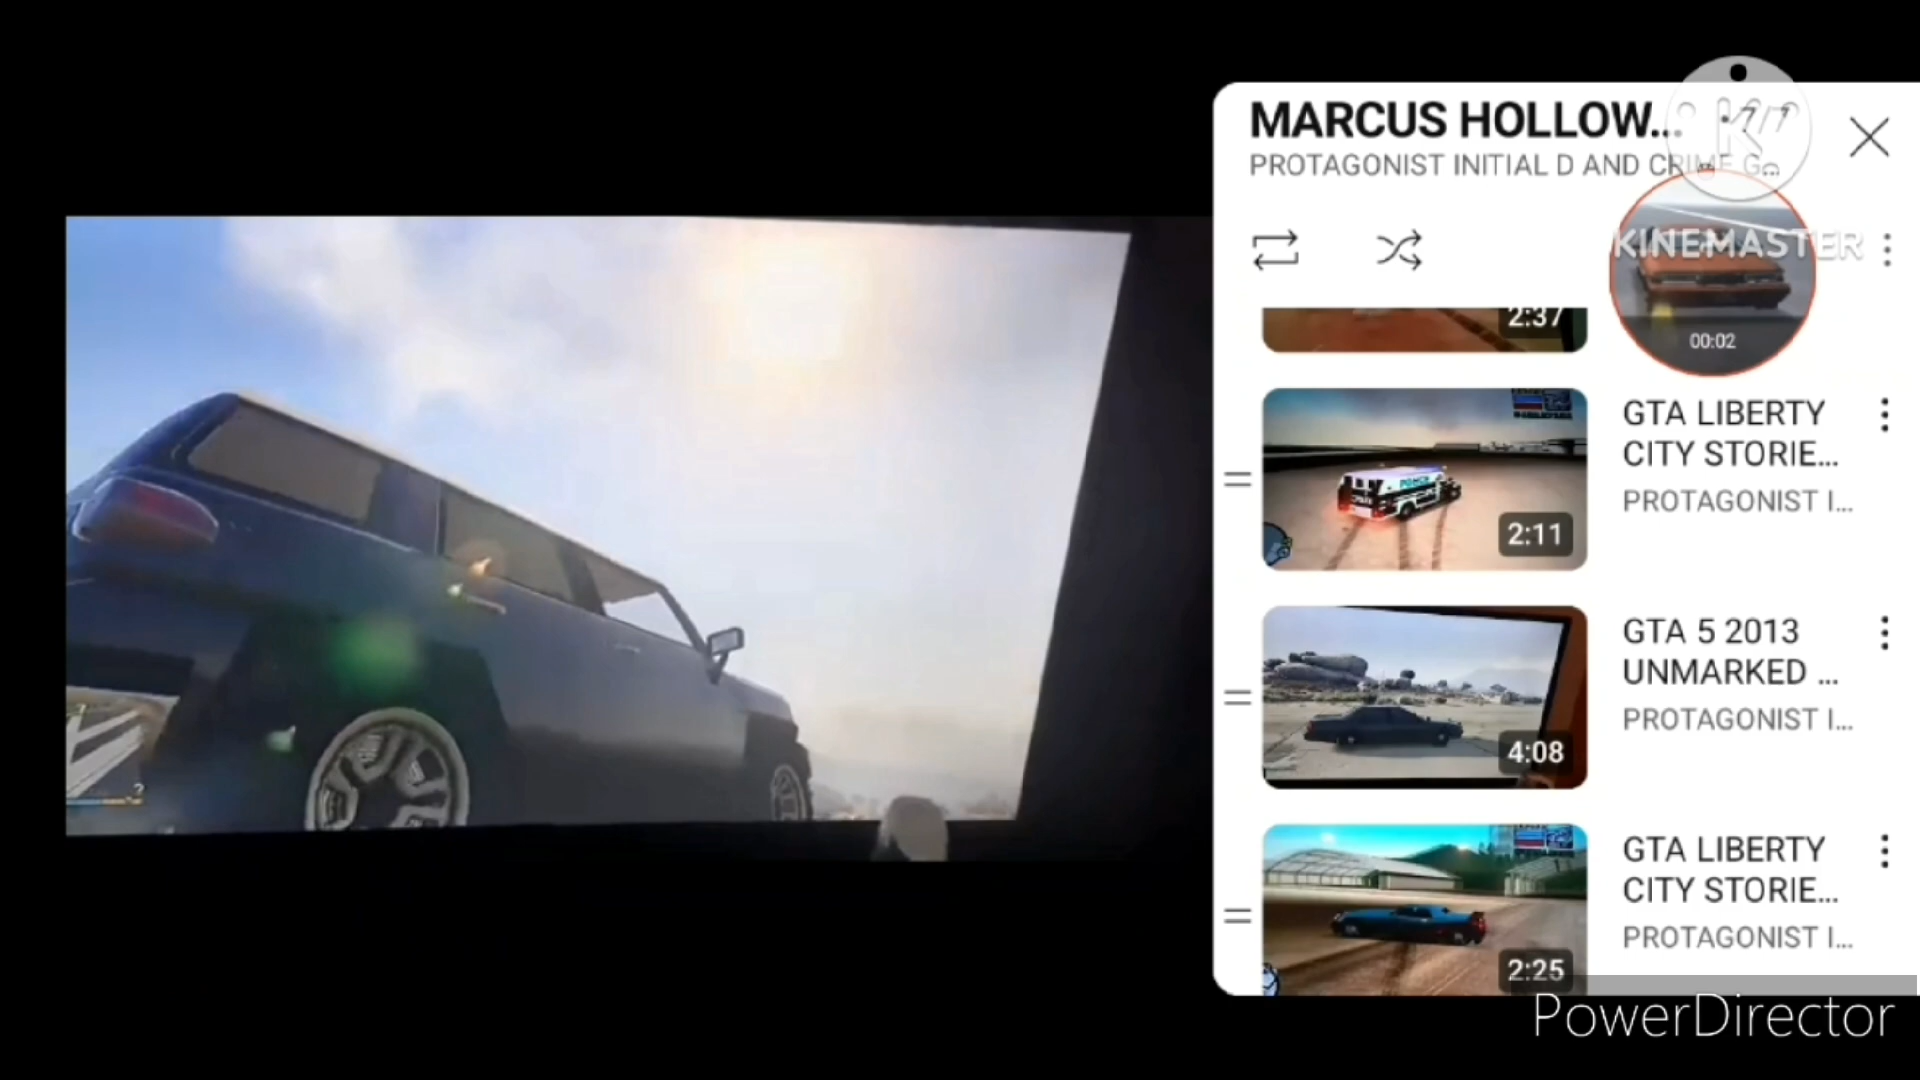 MARCUS HOLLOW...
PROTAGONIST INITIAL D AND CRIME G...
KINEMASTER
00:02
2:37
GTA LIBERTY
CITY STORIE...
PROTAGONIST I...
2:11
GTA 5 2013
UNMARKED ...
PROTAGONIST I...
4:08
GTA LIBERTY
CITY STORIE...
PROTAGONIST I...
2:25
PowerDirector